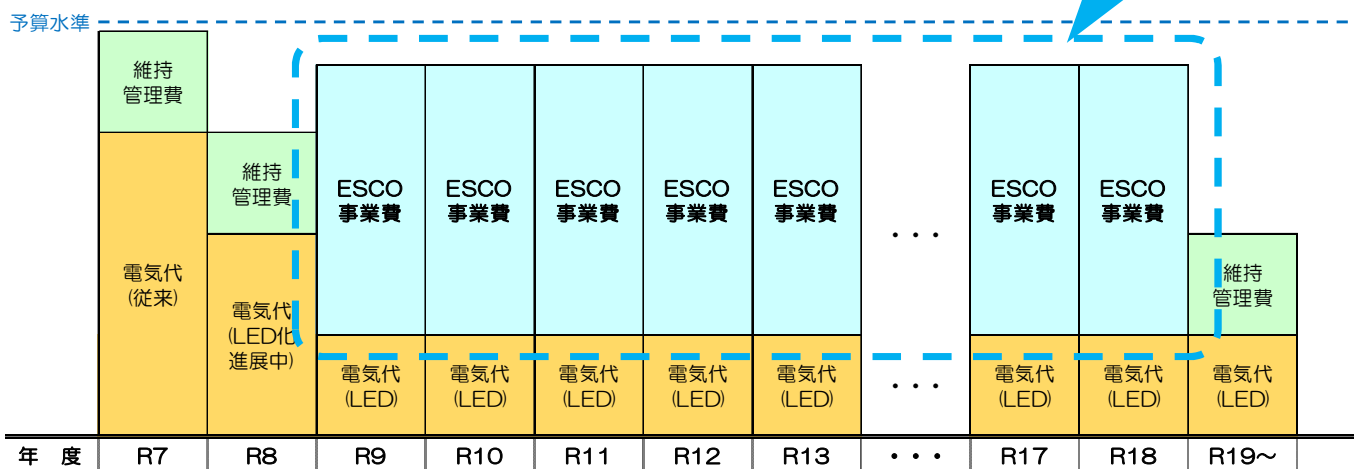 予算水準
維持
管理費
電気代
(従来)
維持
管理費
電気代
(LED化
進展中)
ESCO
事業費
電気代
(LED)
ESCO
事業費
電気代
(LED)
ESCO
事業費
電気代
(LED)
ESCO
事業費
電気代
(LED)
ESCO
事業費
電気代
(LED)
・・・
・・・
ESCO
事業費
電気代
(LED)
ESCO
事業費
電気代
(LED)
維持
管理費
電気代
(LED)
年 度 R7 R8 R9 R10 R11 R12 R13 ・・・ R17 R18 R19~